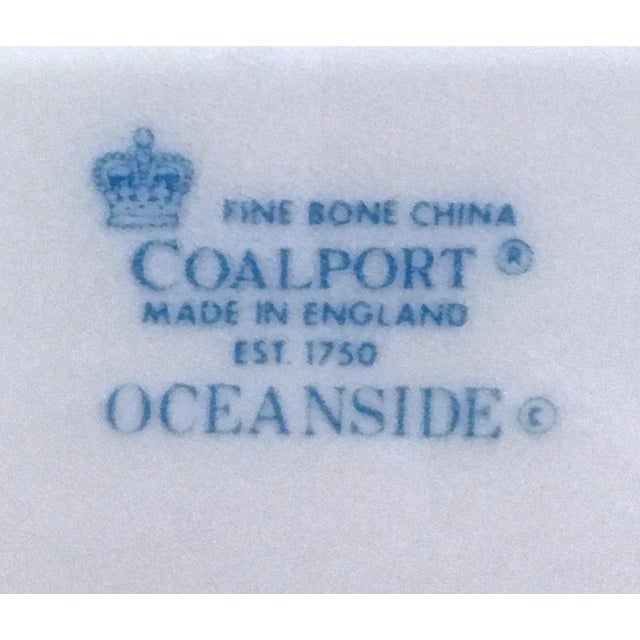 FINE BONE CHINA
COALPORT ®
MADE IN ENGLAND
EST. 1750
OCEANSIDE ©